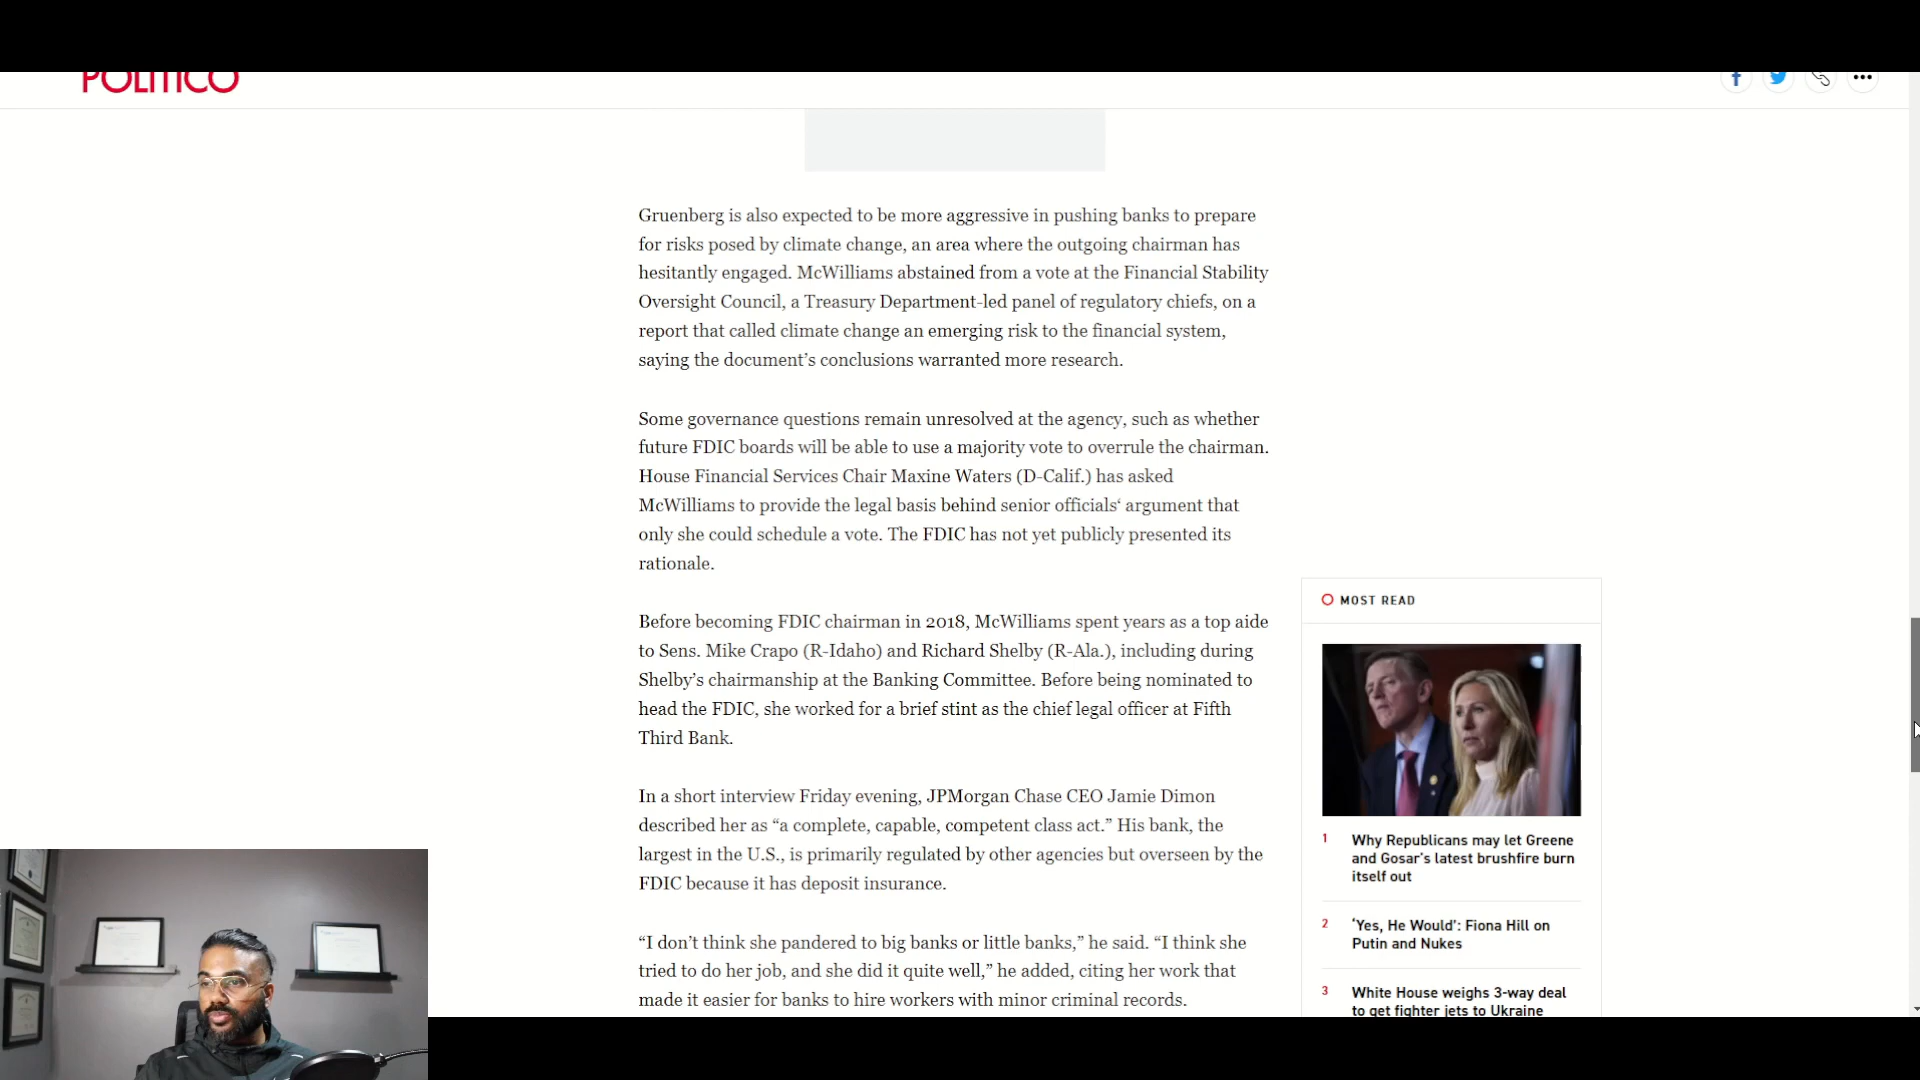 POLITICO
Gruenberg is also expected to be more aggressive in pushing banks to prepare
for risks posed by climate change, an area where the outgoing chairman has
hesitantly engaged. McWilliams abstained from a vote at the Financial Stability
Oversight Council, a Treasury Department-led panel of regulatory chiefs, on a
report that called climate change an emerging risk to the financial system,
saying the document’s conclusions warranted more research.
Some governance questions remain unresolved at the agency, such as whether
future FDIC boards will be able to use a majority vote to overrule the chairman.
House Financial Services Chair Maxine Waters (D-Calif.) has asked
McWilliams to provide the legal basis behind senior officials‘ argument that
only she could schedule a vote. The FDIC has not yet publicly presented its
rationale.
Before becoming FDIC chairman in 2018, McWilliams spent years as a top aide
to Sens. Mike Crapo (R-Idaho) and Richard Shelby (R-Ala.), including during
Shelby’s chairmanship at the Banking Committee. Before being nominated to
head the FDIC, she worked for a brief stint as the chief legal officer at Fifth
Third Bank.
In a short interview Friday evening, JPMorgan Chase CEO Jamie Dimon
described her as “a complete, capable, competent class act.” His bank, the
largest in the U.S., is primarily regulated by other agencies but overseen by the
FDIC because it has deposit insurance.
“I don’t think she pandered to big banks or little banks,” he said. “I think she
tried to do her job, and she did it quite well,” he added, citing her work that
made it easier for banks to hire workers with minor criminal records.
MOST READ
1 Why Republicans may let Greene
and Gosar’s latest brushfire burn
itself out
2 ‘Yes, He Would’: Fiona Hill on
Putin and Nukes
3 White House weighs 3-way deal
to get fighter jets to Ukraine